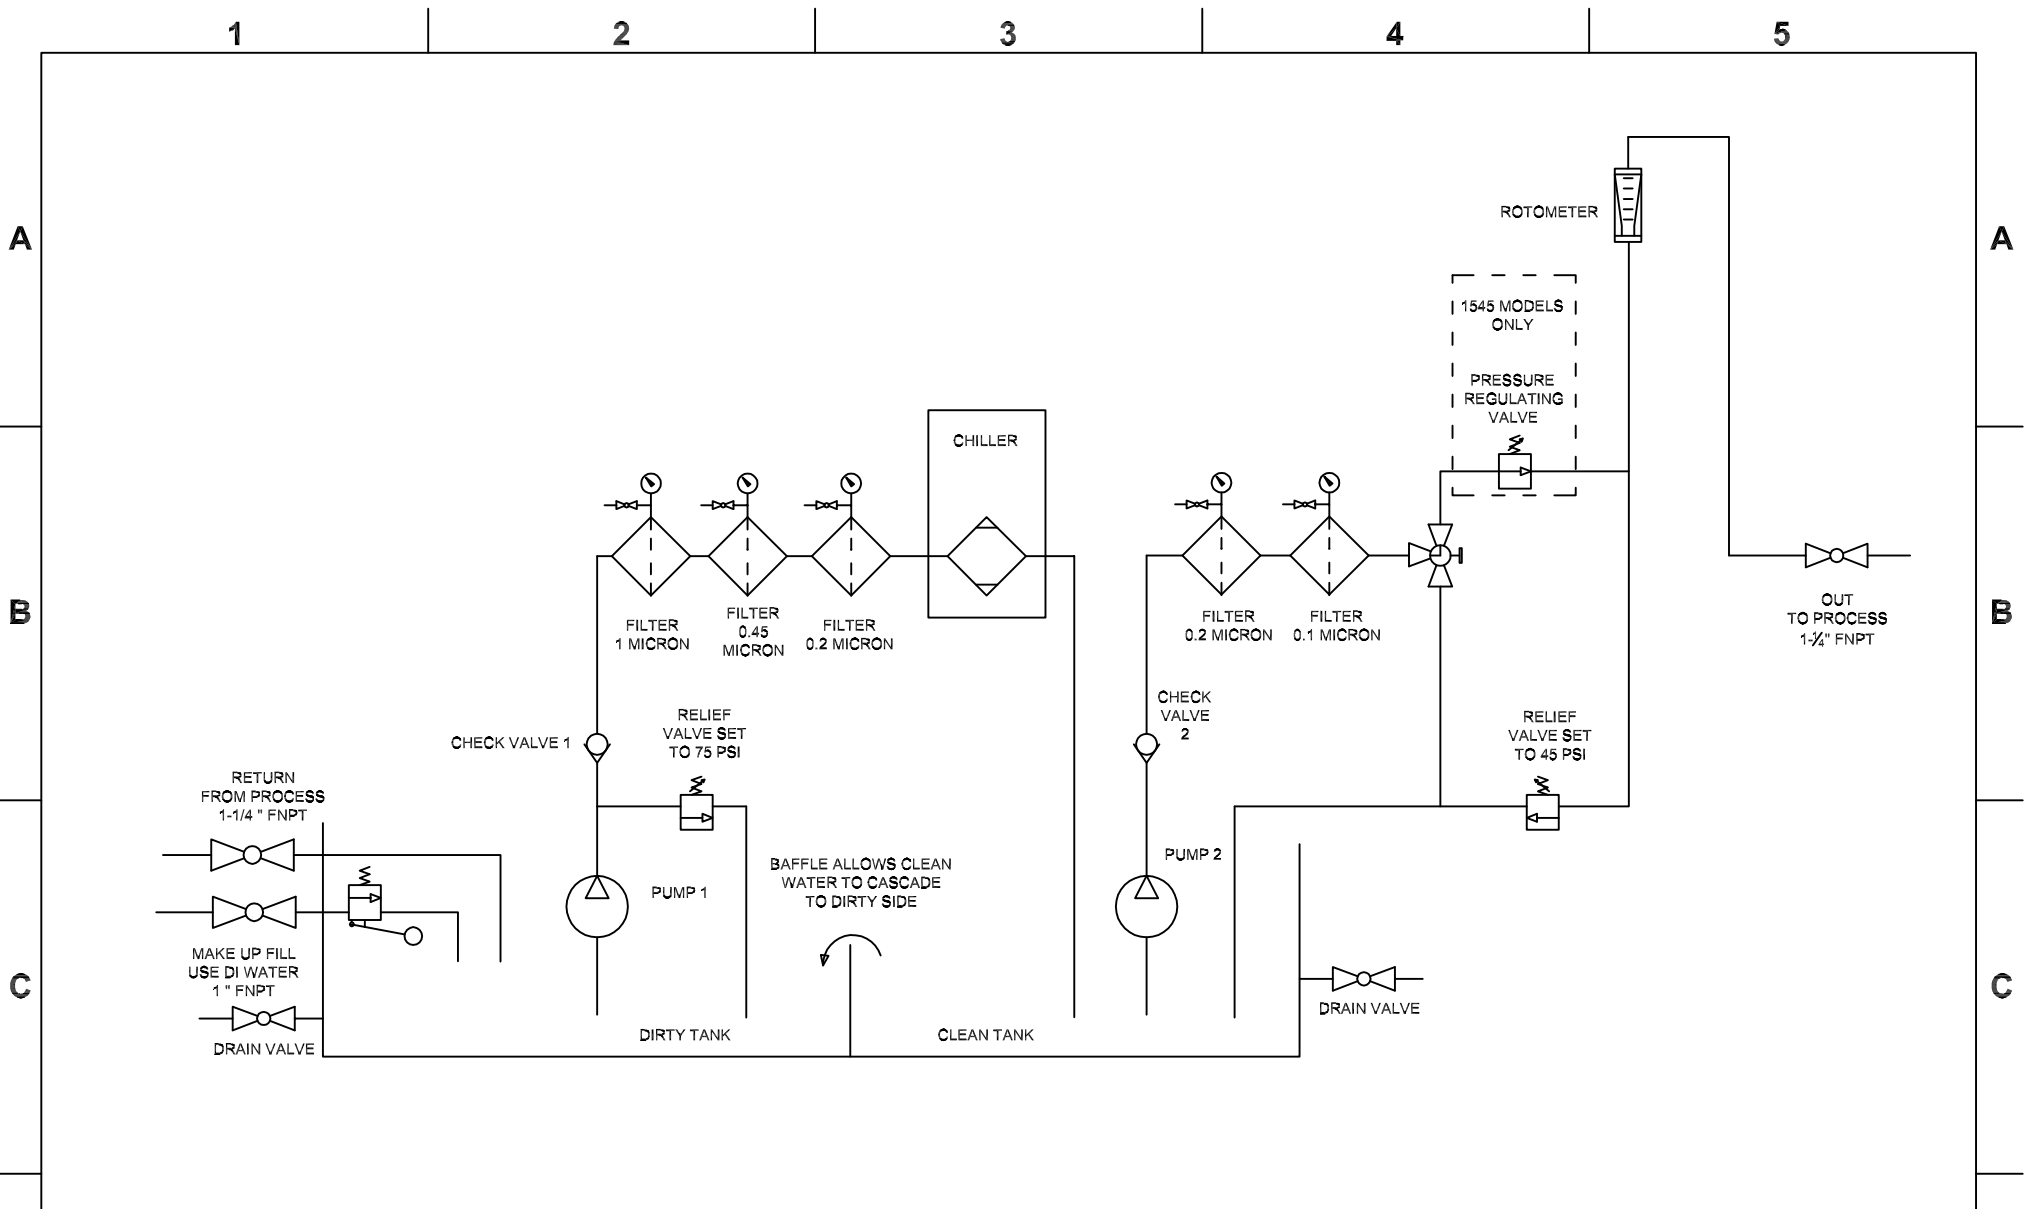 1
2
3
4
5
A
A
ROTOMETER
1545 MODELS
ONLY
PRESSURE
REGULATING
VALVE
CHILLER
B
B
FILTER
1 MICRON
FILTER
0.45
MICRON
FILTER
0.2 MICRON
FILTER
0.2 MICRON
FILTER
0.1 MICRON
OUT
TO PROCESS
1-¼" FNPT
CHECK VALVE 1
RELIEF
VALVE SET
TO 75 PSI
CHECK
VALVE
2
RELIEF
VALVE SET
TO 45 PSI
RETURN
FROM PROCESS
1-1/4 " FNPT
PUMP 1
BAFFLE ALLOWS CLEAN
WATER TO CASCADE
TO DIRTY SIDE
PUMP 2
MAKE UP FILL
USE DI WATER
1 " FNPT
C
C
DRAIN VALVE
DIRTY TANK
CLEAN TANK
DRAIN VALVE